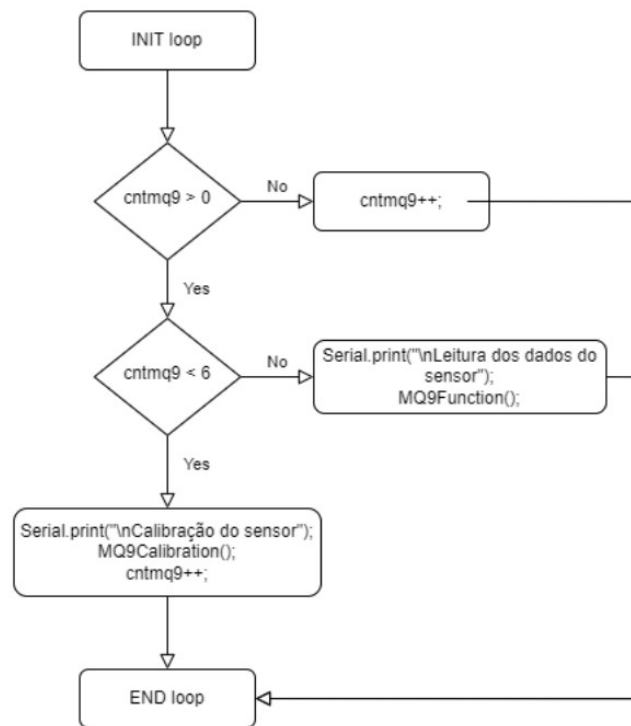 INIT loop
cntmq9 > 0
No
cntmq9++;
Yes
cntmq9 < 6
No
Serial.print("\nLeitura dos dados do
sensor");
MQ9Function();
Yes
Serial.print("\nCalibração do sensor");
MQ9Calibration();
cntmq9++;
END loop